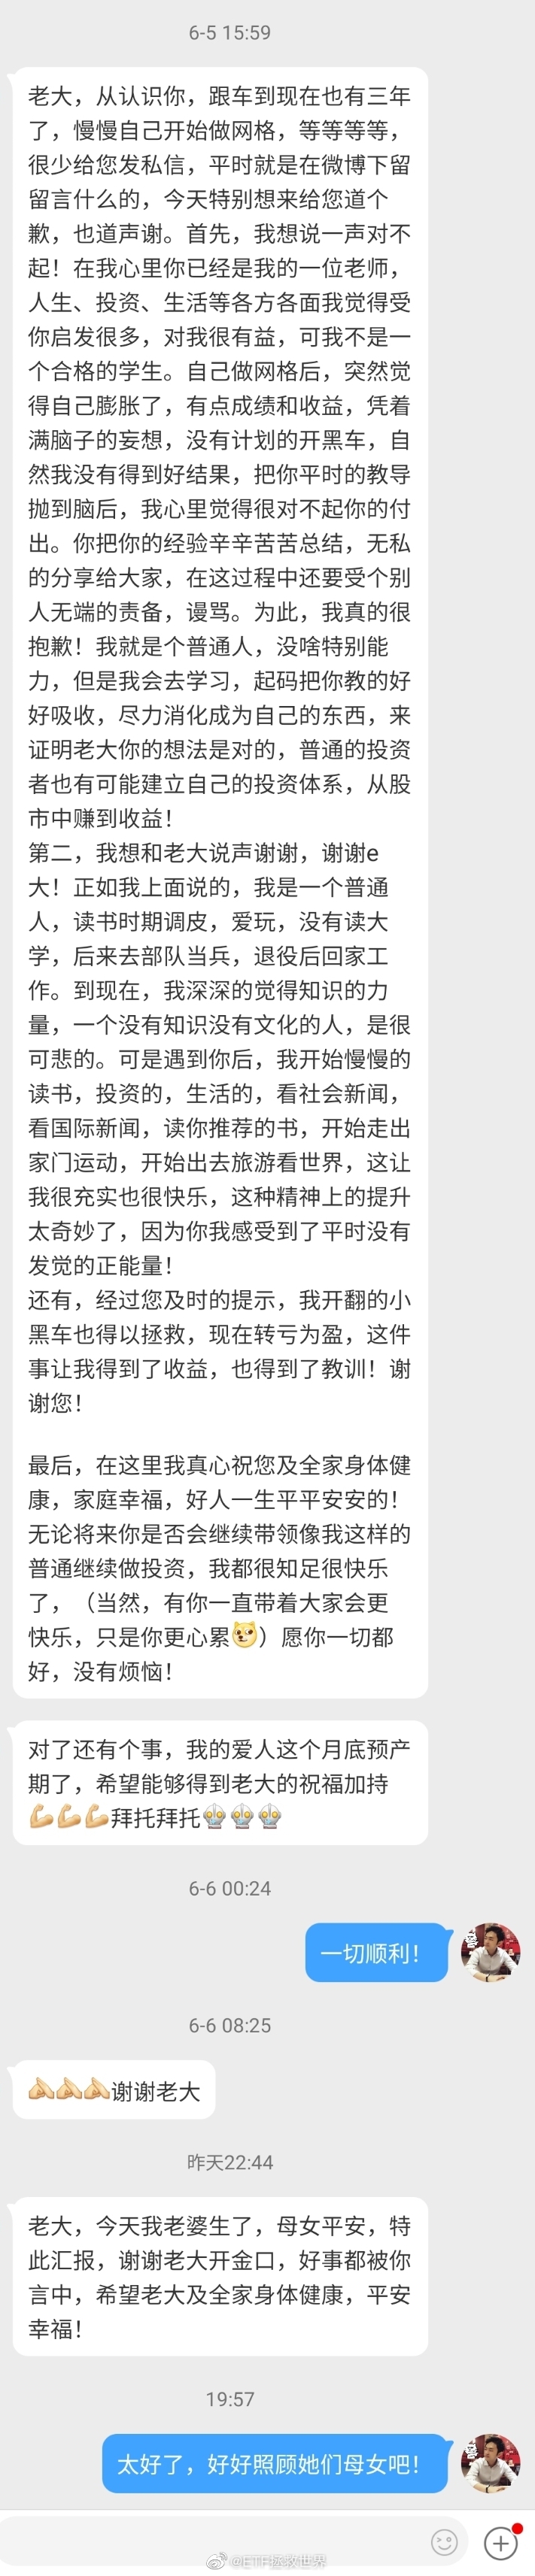 6-5 15:59
老大，从认识你，跟车到现在也有三年
了，慢慢自己开始做网格，等等等等，
很少给您发私信，平时就是在微博下留
留言什么的，今天特别想来给您道个
歉，也道声谢。首先，我想说一声对不
起！在我心里你已经是我的一位老师，
人生、投资、生活等各方各面我觉得受
你启发很多，对我很有益，可我不是一
个合格的学生。自己做网格后，突然觉
得自己膨胀了，有点成绩和收益，凭着
满脑子的妄想，没有计划的开黑车，自
然我没有得到好结果，把你平时的教导
抛到脑后，我心里觉得很对不起你的付
出。你把你的经验辛辛苦苦总结，无私
的分享给大家，在这过程中还要受个别
人无端的责备，谩骂。为此，我真的很
抱歉！我就是个普通人，没啥特别能
力，但是我会去学习，起码把你教的好
好吸收，尽力消化成为自己的东西，来
证明老大你的想法是对的，普通的投资
者也有可能建立自己的投资体系，从股
市中赚到收益！
第二，我想和老大说声谢谢，谢谢e
大！正如我上面说的，我是一个普通
人，读书时期调皮，爱玩，没有读大
学，后来去部队当兵，退役后回家工
作。到现在，我深深的觉得知识的力
量，一个没有知识没有文化的人，是很
可悲的。可是遇到你后，我开始慢慢的
读书，投资的，生活的，看社会新闻，
看国际新闻，读你推荐的书，开始走出
家门运动，开始出去旅游看世界，这让
我很充实也很快乐，这种精神上的提升
太奇妙了，因为你我感受到了平时没有
发觉的正能量！
还有，经过您及时的提示，我开翻的小
黑车也得以拯救，现在转亏为盈，这件
事让我得到了收益，也得到了教训！谢
谢您！
最后，在这里我真心祝您及全家身体健
康，家庭幸福，好人一生平平安安的！
无论将来你是否会继续带领像我这样的
普通继续做投资，我都很知足很快乐
了，（当然，有你一直带着大家会更
快乐，只是你更心累）愿你一切都
好，没有烦恼！
对了还有个事，我的爱人这个月底预产
期了，希望能够得到老大的祝福加持
💪💪💪拜托拜托
6-6 00:24
一切顺利！
6-6 08:25
谢谢老大
昨天22:44
老大，今天我老婆生了，母女平安，特
此汇报，谢谢老大开金口，好事都被你
言中，希望老大及全家身体健康，平安
幸福！
19:57
太好了，好好照顾她们母女吧！
@ETF拯救世界